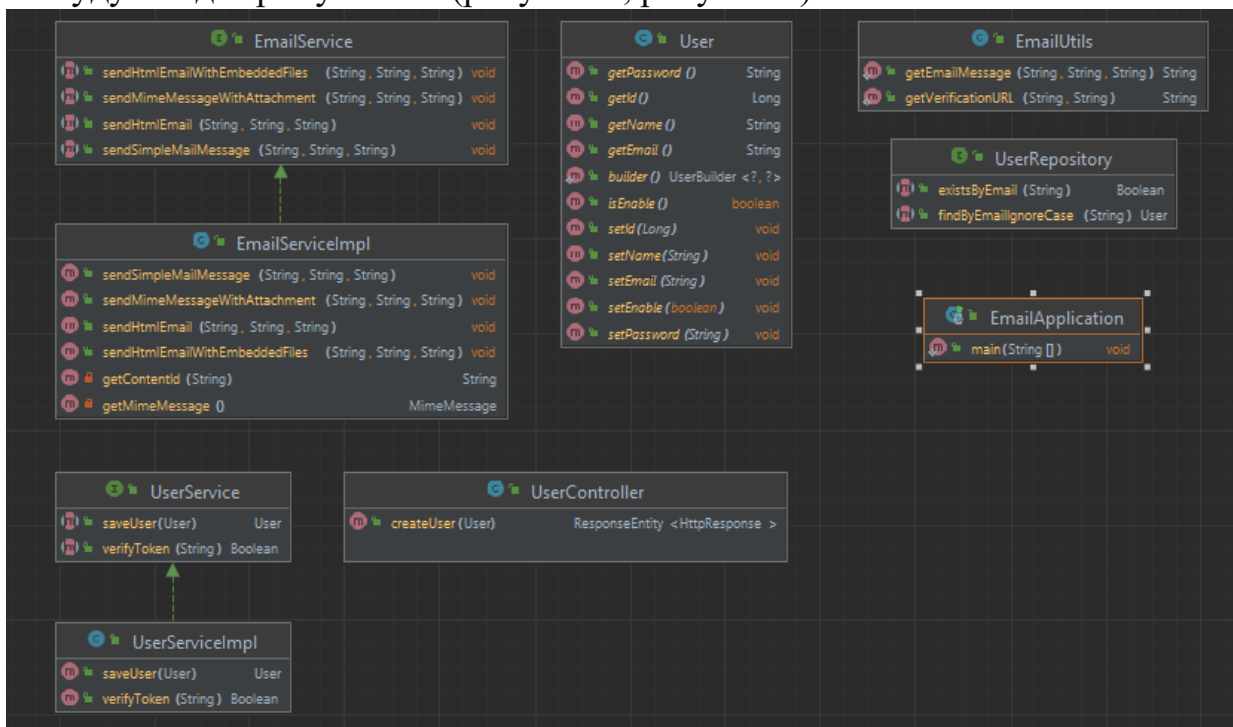 EmailService
sendHtmlEmailWithEmbeddedFiles (String, String, String) void
sendMimeMessageWithAttachment (String, String, String) void
sendHtmlEmail (String, String, String) void
sendSimpleMailMessage (String, String, String) void
EmailServiceImpl
sendSimpleMailMessage (String, String, String) void
sendMimeMessageWithAttachment (String, String, String) void
sendHtmlEmail (String, String, String) void
sendHtmlEmailWithEmbeddedFiles (String, String, String) void
getContentId (String) String
getMimeMessage () MimeMessage
User
getPassword () String
getId () Long
getName () String
getEmail () String
builder () UserBuilder <?, ?>
isEnable () boolean
setId (Long) void
setName (String) void
setEmail (String) void
setEnable (boolean) void
setPassword (String) void
EmailUtils
getEmailMessage (String, String, String) String
getVerificationURL (String, String) String
UserRepository
existsByEmail (String) Boolean
findByEmailIgnoreCase (String) User
EmailApplication
main(String []) void
UserService
saveUser(User) User
verifyToken (String) Boolean
UserController
createUser(User) ResponseEntity <HttpResponse >
UserServiceImpl
saveUser(User) User
verifyToken (String) Boolean